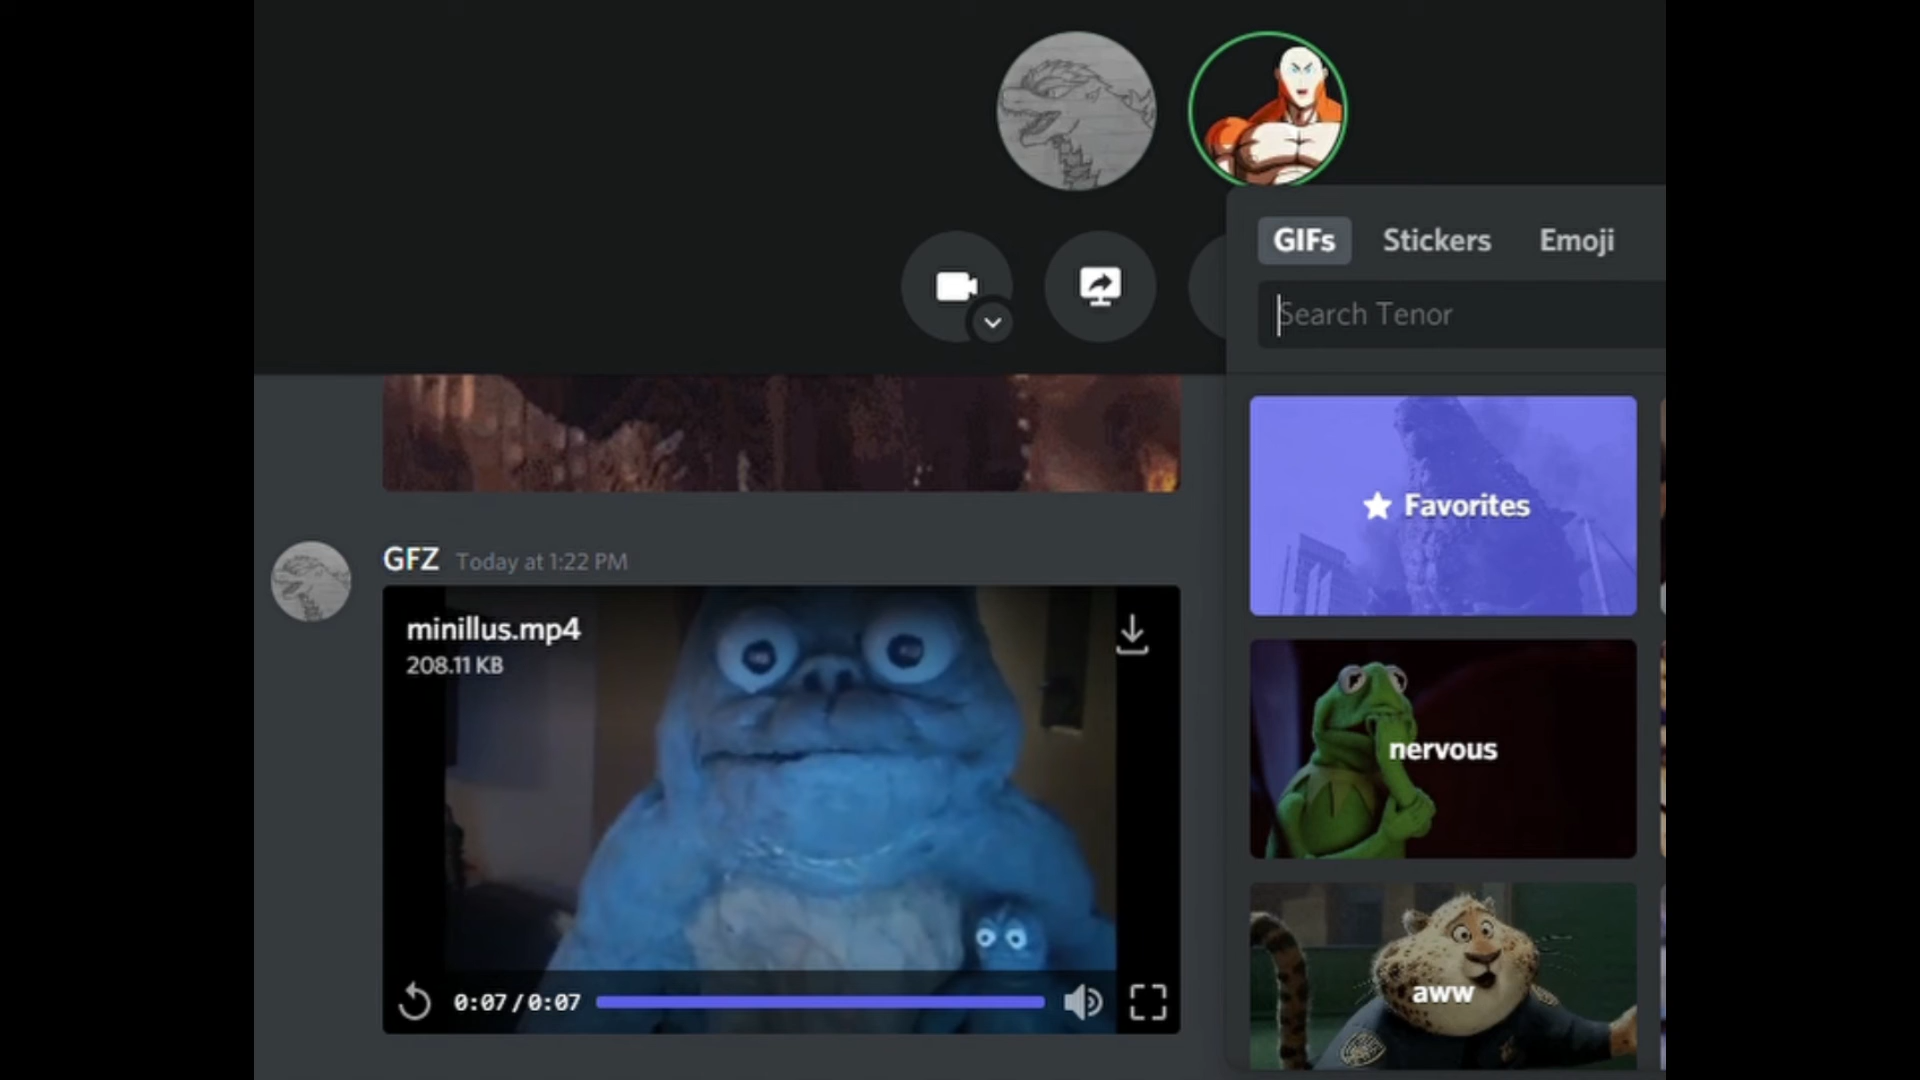 GIFs Stickers Emoji
Search Tenor
Favorites
GFZ Today at 1:22 PM
minillus.mp4
208.11 KB
nervous
aww
0:07/0:07